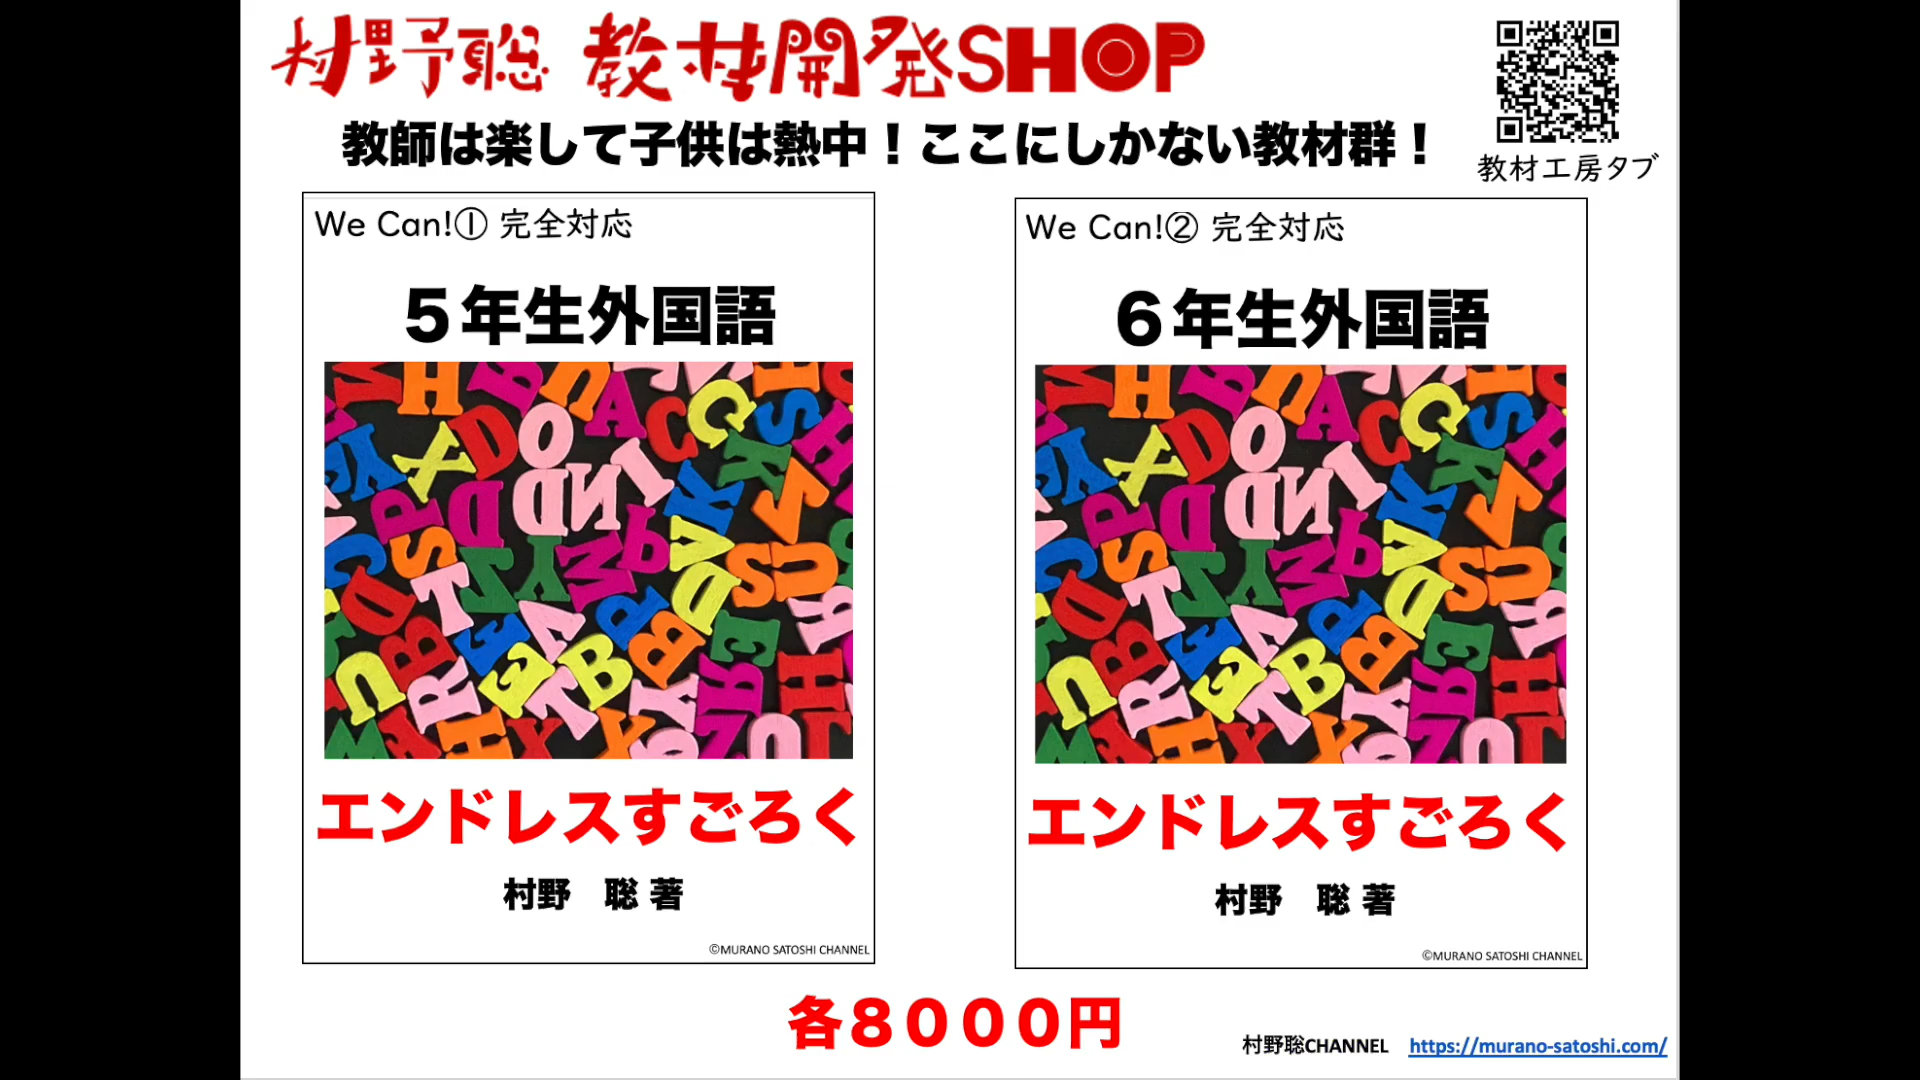 村野聡 教材開発SHOP
教師は楽して子供は熱中！ここにしかない教材群！
教材工房タブ
We Can!① 完全対応
５年生外国語
エンドレスすごろく
村野　聡 著
©MURANO SATOSHI CHANNEL
We Can!② 完全対応
６年生外国語
エンドレスすごろく
村野　聡 著
©MURANO SATOSHI CHANNEL
各８０００円
村野聡CHANNEL https://murano-satoshi.com/